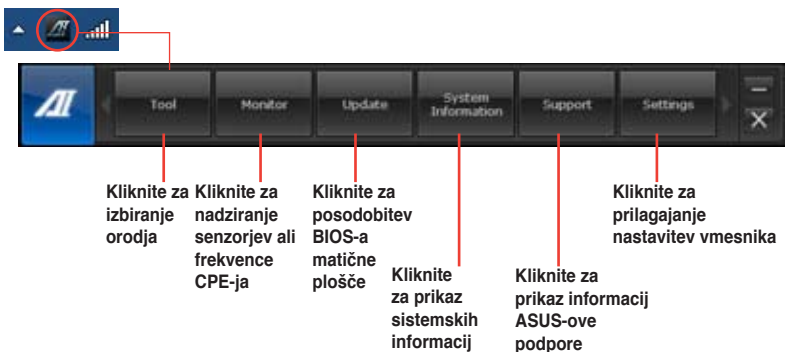 Tool
Monitor
Update
System
Information
Support
Settings
Kliknite za
izbiranje
orodja
Kliknite za
nadziranje
senzorjev ali
frekvence
CPE-ja
Kliknite za
posodobitev
BIOS-a
matične
plošče
Kliknite
za prikaz
sistemskih
informacij
Kliknite za
prikaz informacij
ASUS-ove
podpore
Kliknite za
prilagajanje
nastavitev vmesnika